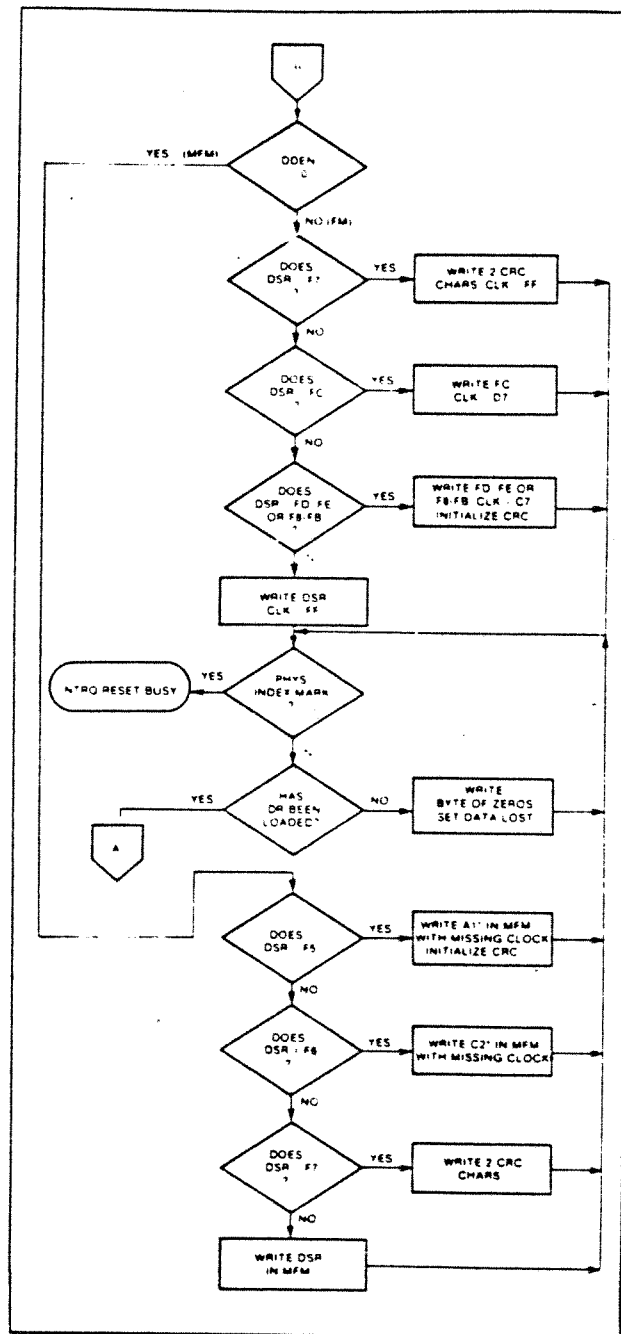 DDEN
YES (MFM)
NO (FM)
DOES
DSR F7
?
YES
WRITE 2 CRC
CHARS CLK FF
NO
DOES
DSR FC
?
YES
WRITE FC
CLK D7
NO
DOES
DSR FD FE
OR F8-FB
?
YES
WRITE FD FE OR
F8-FB CLK - C7
INITIALIZE CRC
NO
WRITE DSR
CLK FF
PHYS
INDEX MARK
?
YES
NTRQ RESET BUSY
HAS
DR BEEN
LOADED?
YES
NO
WRITE
BYTE OF ZEROS
SET DATA LOST
A
DOES
DSR F5
?
YES
WRITE A1* IN MFM
WITH MISSING CLOCK
INITIALIZE CRC
NO
DOES
DSR F6
?
YES
WRITE C2* IN MFM
WITH MISSING CLOCK
NO
DOES
DSR F7
?
YES
WRITE 2 CRC
CHARS
NO
WRITE DSR
IN MFM